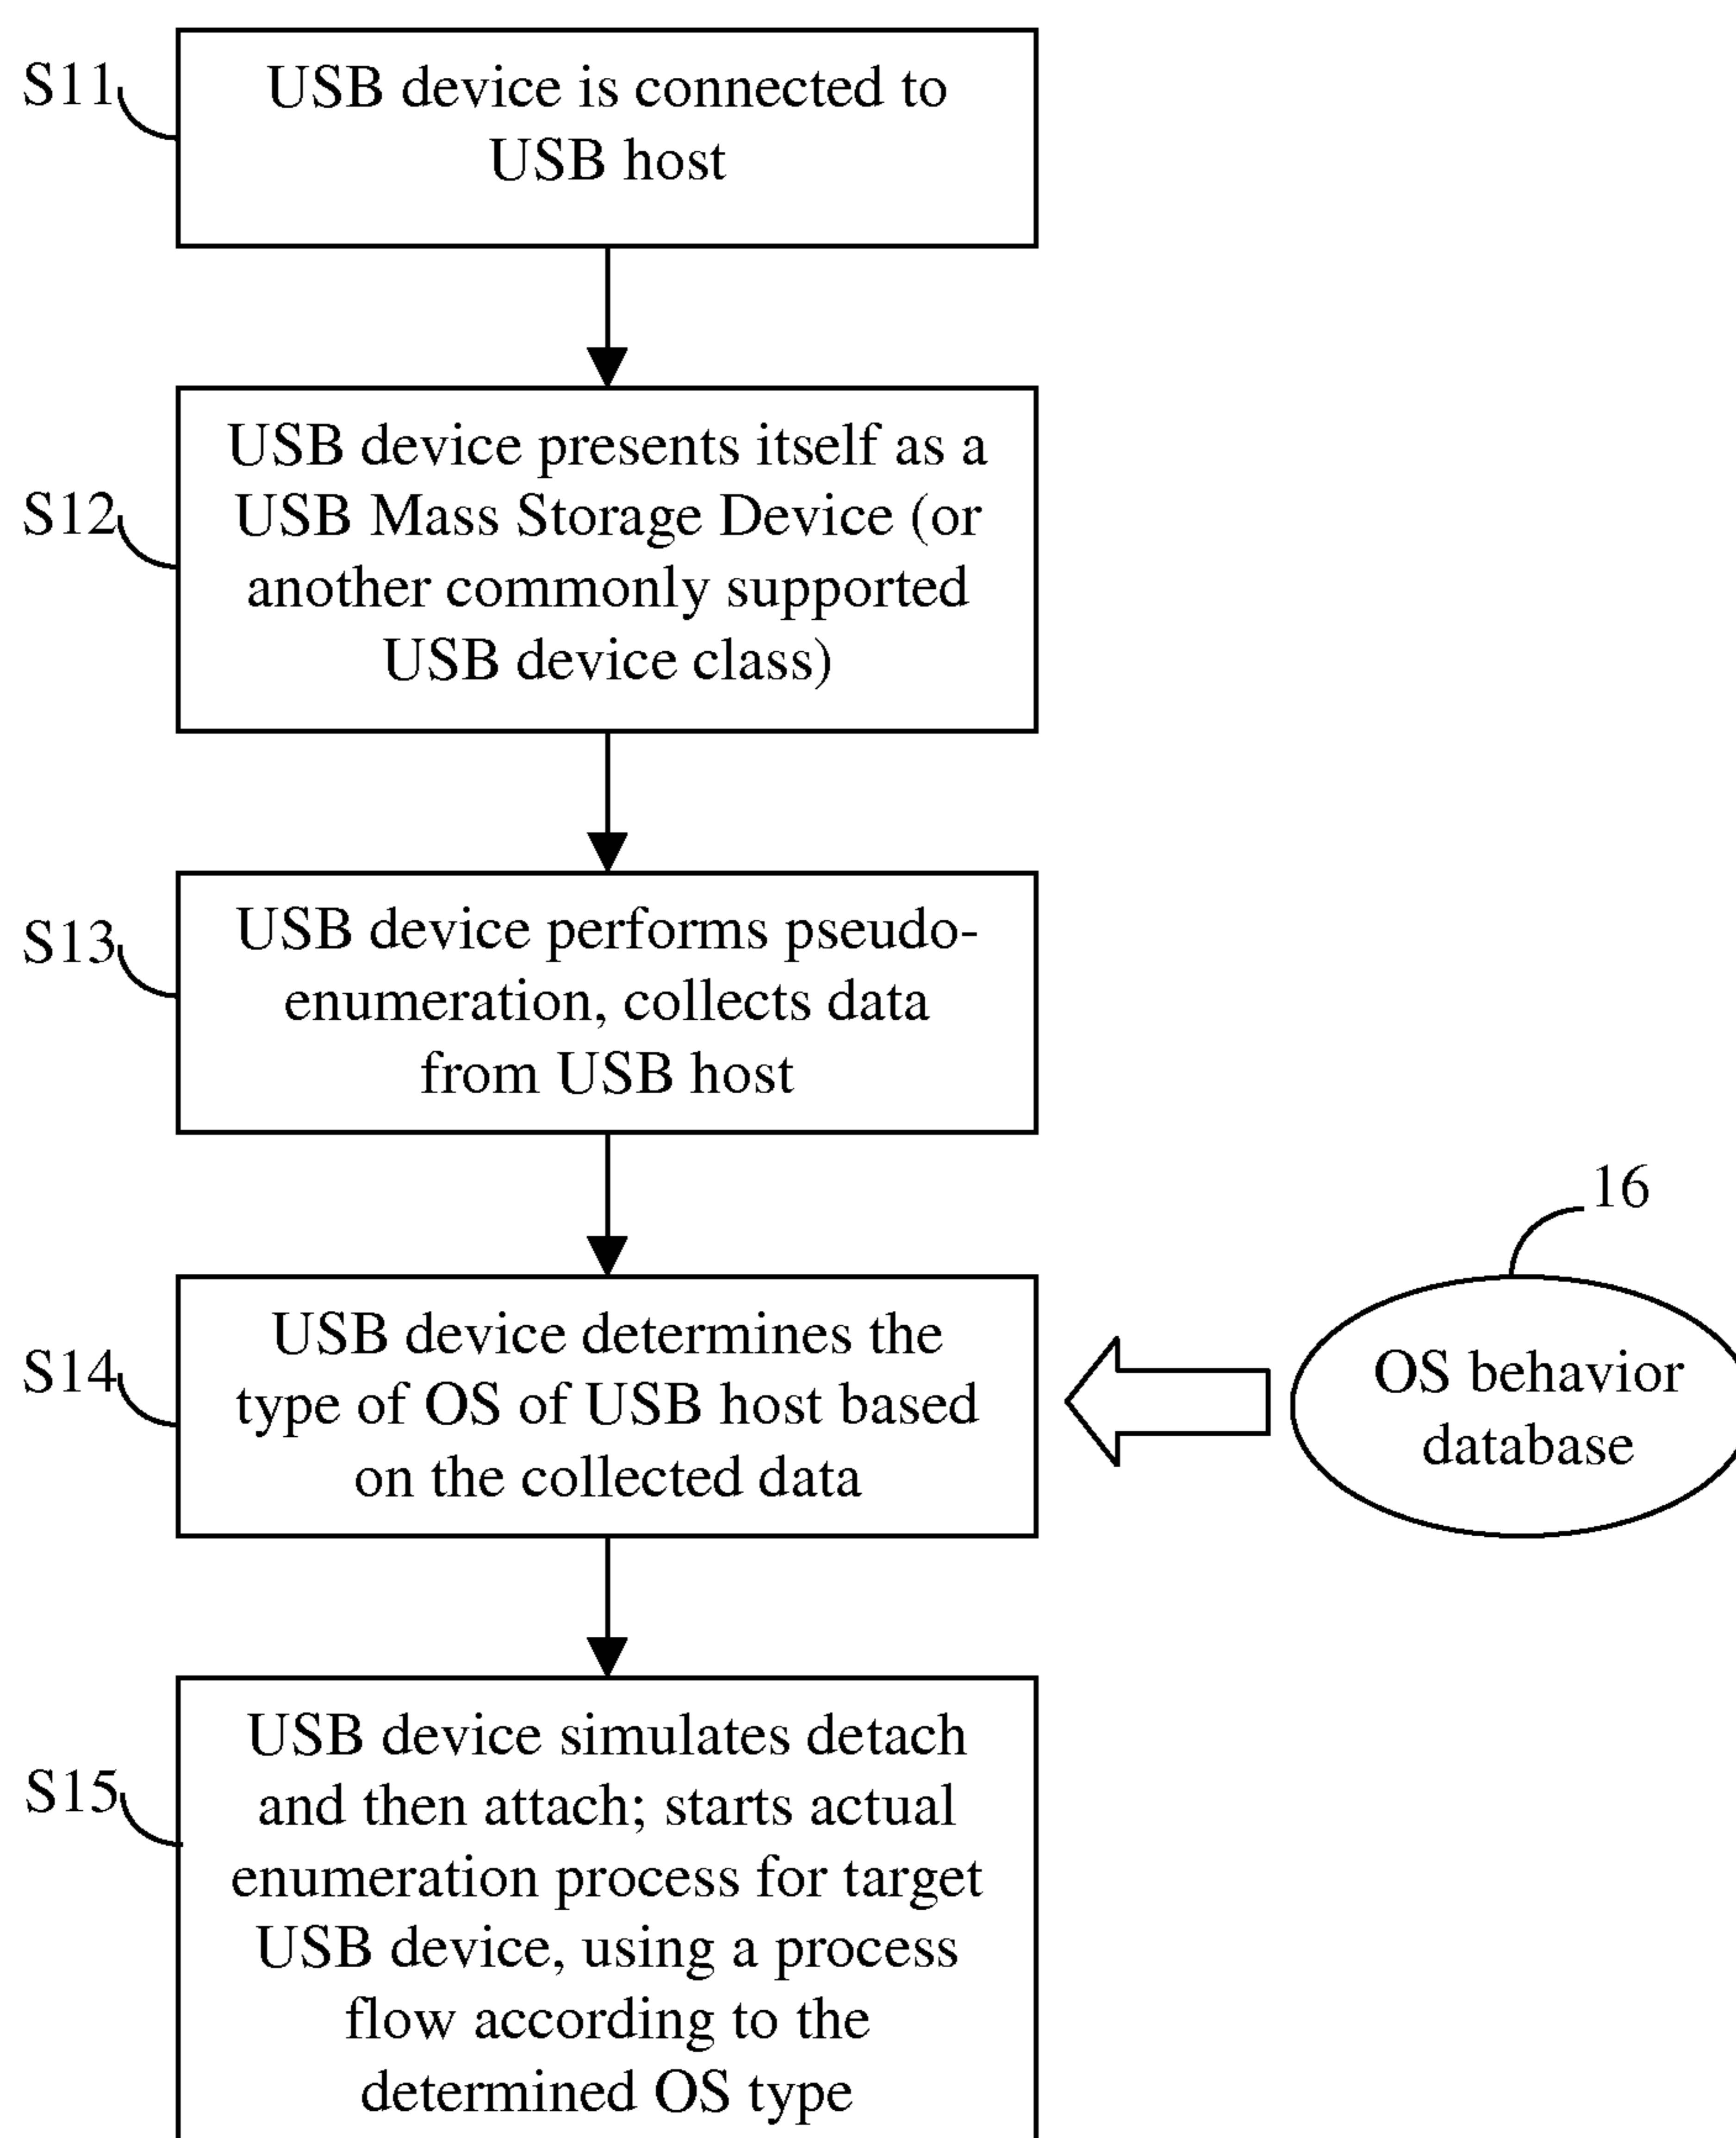 S11
USB device is connected to
USB host
S12
USB device presents itself as a
USB Mass Storage Device (or
another commonly supported
USB device class)
S13
USB device performs pseudo-
enumeration, collects data
from USB host
S14
USB device determines the
type of OS of USB host based
on the collected data
16
OS behavior
database
S15
USB device simulates detach
and then attach; starts actual
enumeration process for target
USB device, using a process
flow according to the
determined OS type